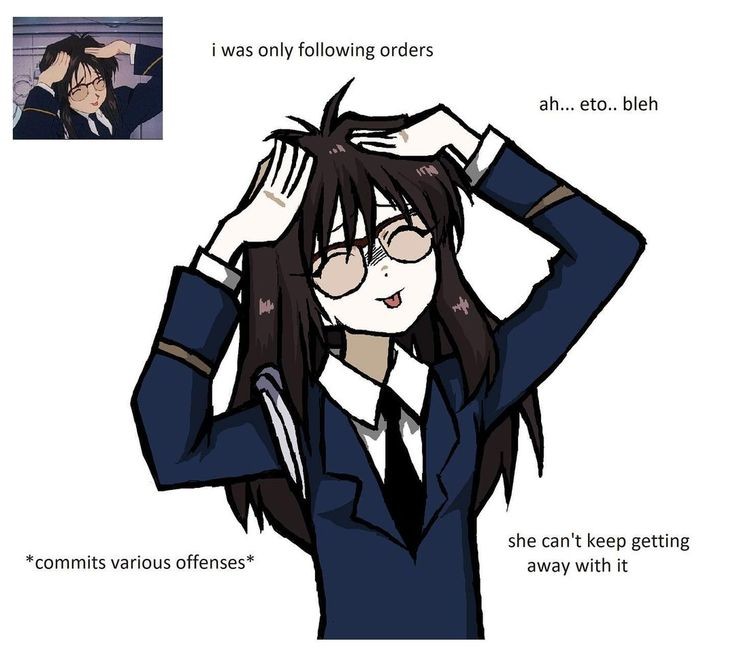 i was only following orders
ah... eto.. bleh
*commits various offenses*
she can't keep getting
away with it